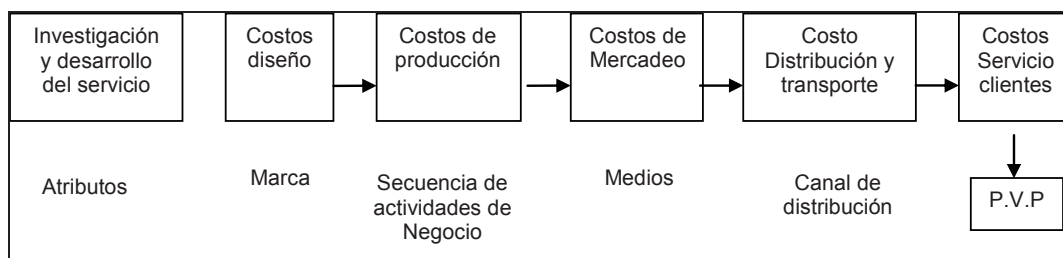 Investigación
y desarrollo
del servicio
Costos
diseño
Costos de
producción
Costos de
Mercadeo
Costo
Distribución y
transporte
Costos
Servicio
clientes
Atributos
Marca
Secuencia de
actividades de
Negocio
Medios
Canal de
distribución
P.V.P